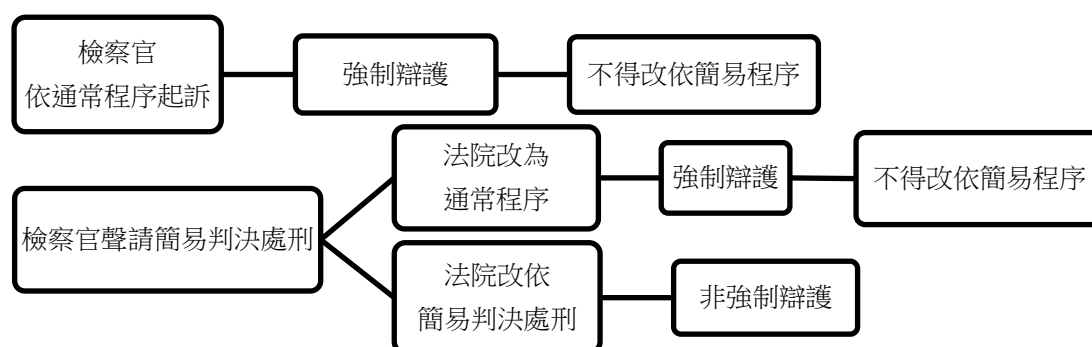 檢察官
依通常程序起訴
強制辯護
不得改依簡易程序
檢察官聲請簡易判決處刑
法院改為
通常程序
強制辯護
不得改依簡易程序
法院改依
簡易判決處刑
非強制辯護